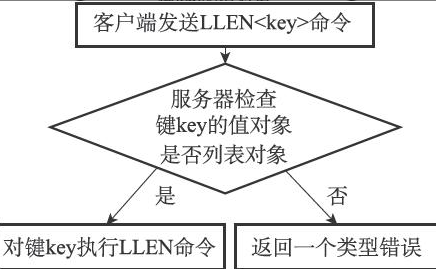 客户端发送LLEN<key>命令
服务器检查
键key的值对象
是否列表对象
是
否
对键key执行LLEN命令
返回一个类型错误